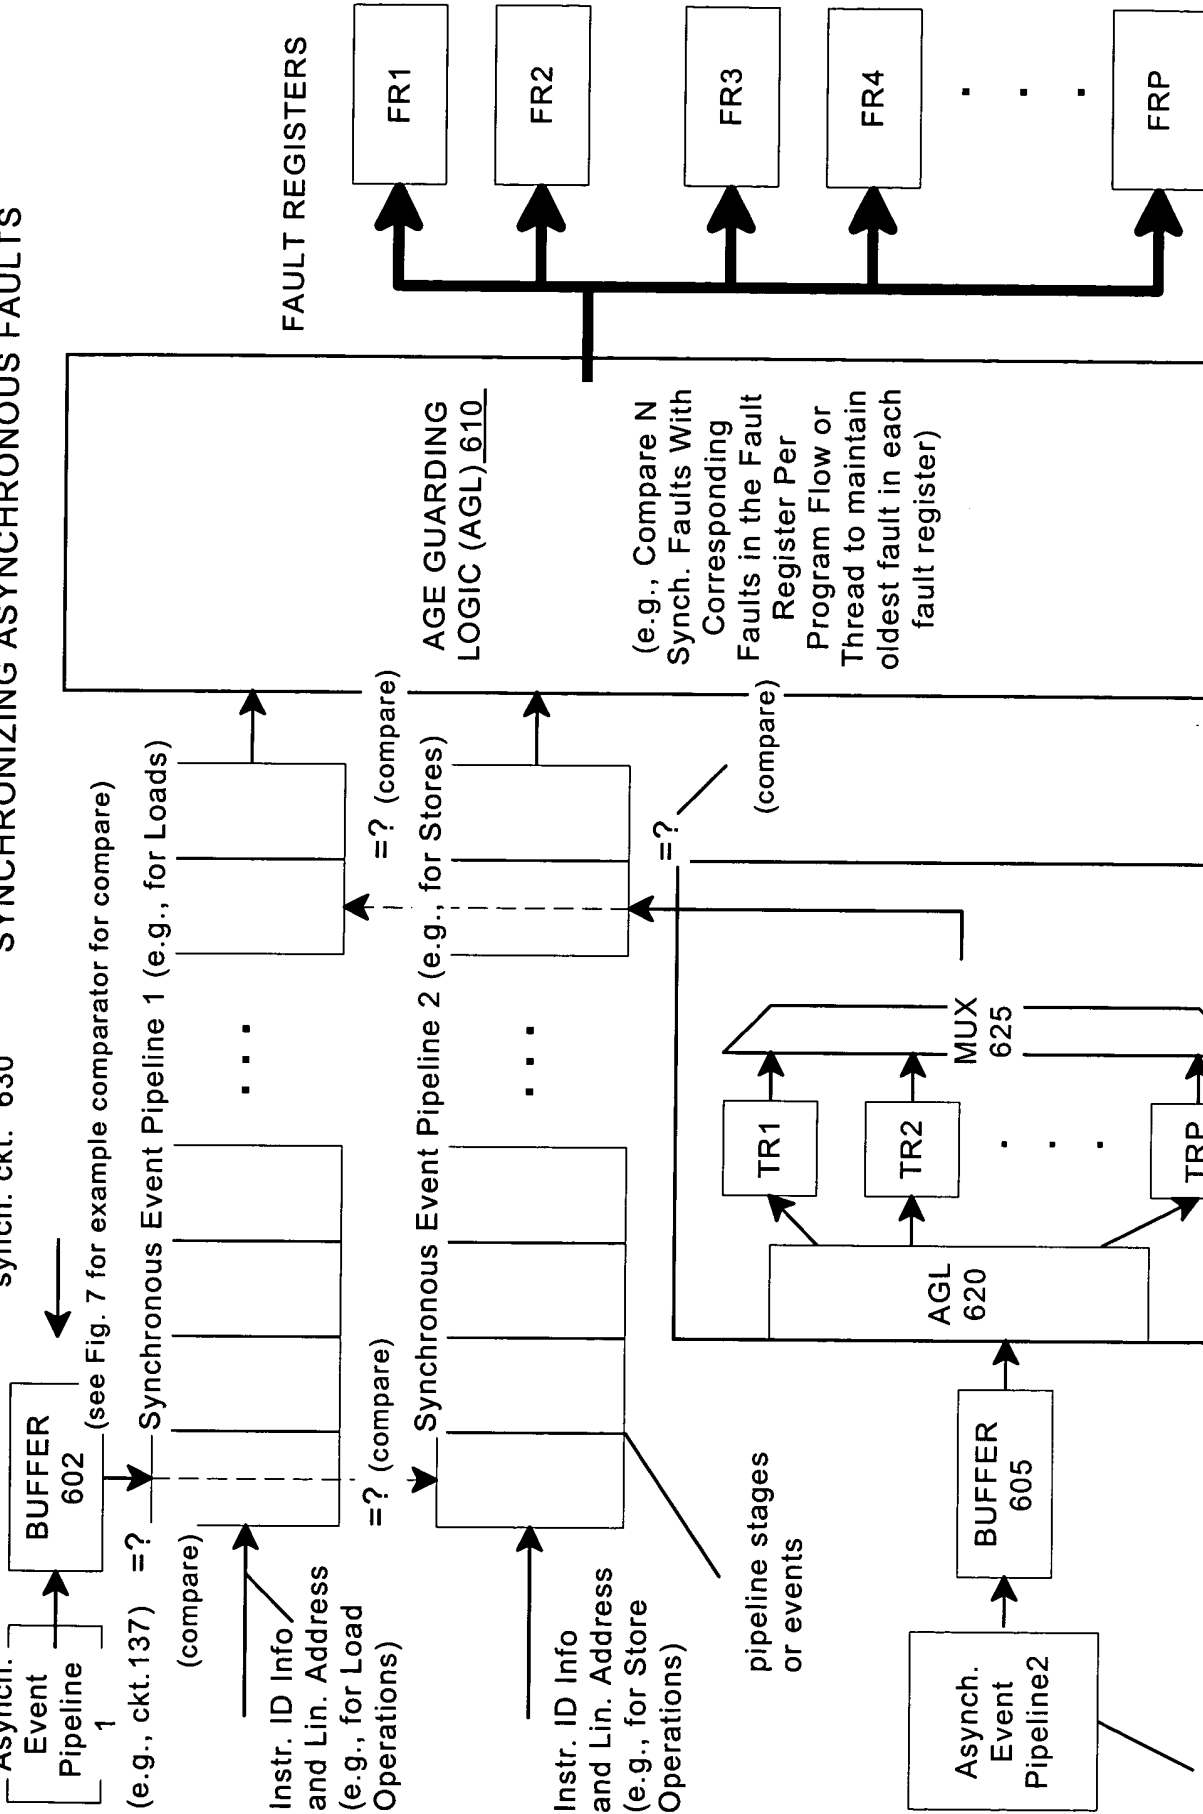 SYNCHRONIZING ASYNCHRONOUS FAULTS
synch. ckt. 630
Asynch.
Event
Pipeline
1
BUFFER
602
(see Fig. 7 for example comparator for compare)
(e.g., ckt.137) =?
(compare)
Synchronous Event Pipeline 1 (e.g., for Loads)
Instr. ID Info
and Lin. Address
(e.g., for Load
Operations)
=? (compare)
=? (compare)
Synchronous Event Pipeline 2 (e.g., for Stores)
Instr. ID Info
and Lin. Address
(e.g., for Store
Operations)
pipeline stages
or events
=?
(compare)
AGE GUARDING
LOGIC (AGL) 610
(e.g., Compare N
Synch. Faults With
Corresponding
Faults in the Fault
Register Per
Program Flow or
Thread to maintain
oldest fault in each
fault register)
FAULT REGISTERS
FR1
FR2
FR3
FR4
FRP
Asynch.
Event
Pipeline2
BUFFER
605
AGL
620
TR1
TR2
TRP
MUX
625